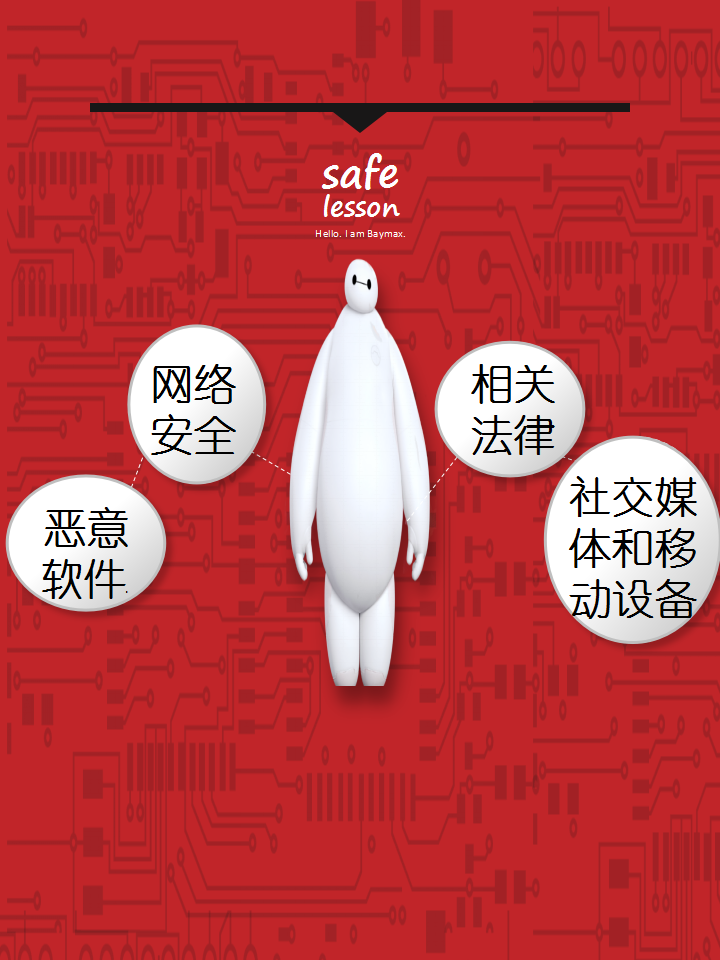 safe
lesson
Hello. I am Baymax.
网络
安全
相关
法律
恶意
软件.
社交媒
体和移
动设备